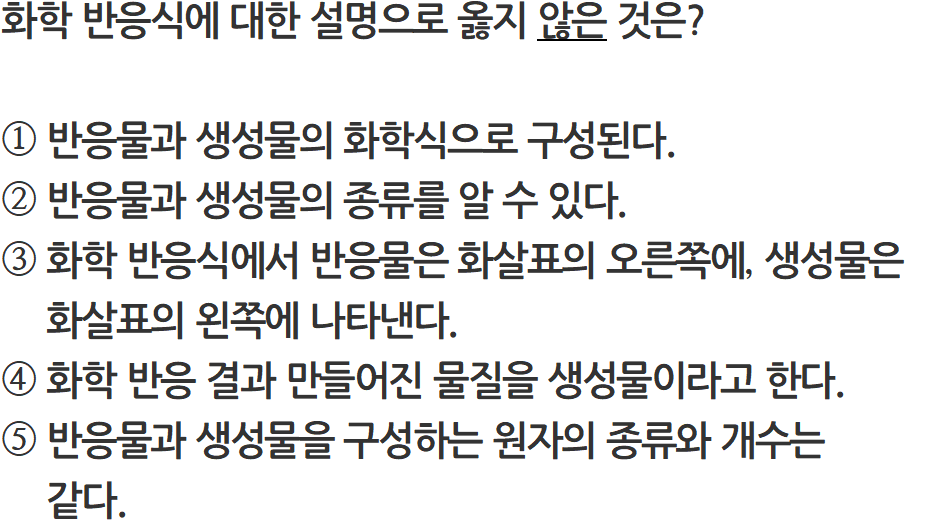 화학 반응식에 대한 설명으로 옳지 않은 것은?
① 반응물과 생성물의 화학식으로 구성된다.
② 반응물과 생성물의 종류를 알 수 있다.
③ 화학 반응식에서 반응물은 화살표의 오른쪽에, 생성물은
화살표의 왼쪽에 나타낸다.
④ 화학 반응 결과 만들어진 물질을 생성물이라고 한다.
⑤ 반응물과 생성물을 구성하는 원자의 종류와 개수는
같다.